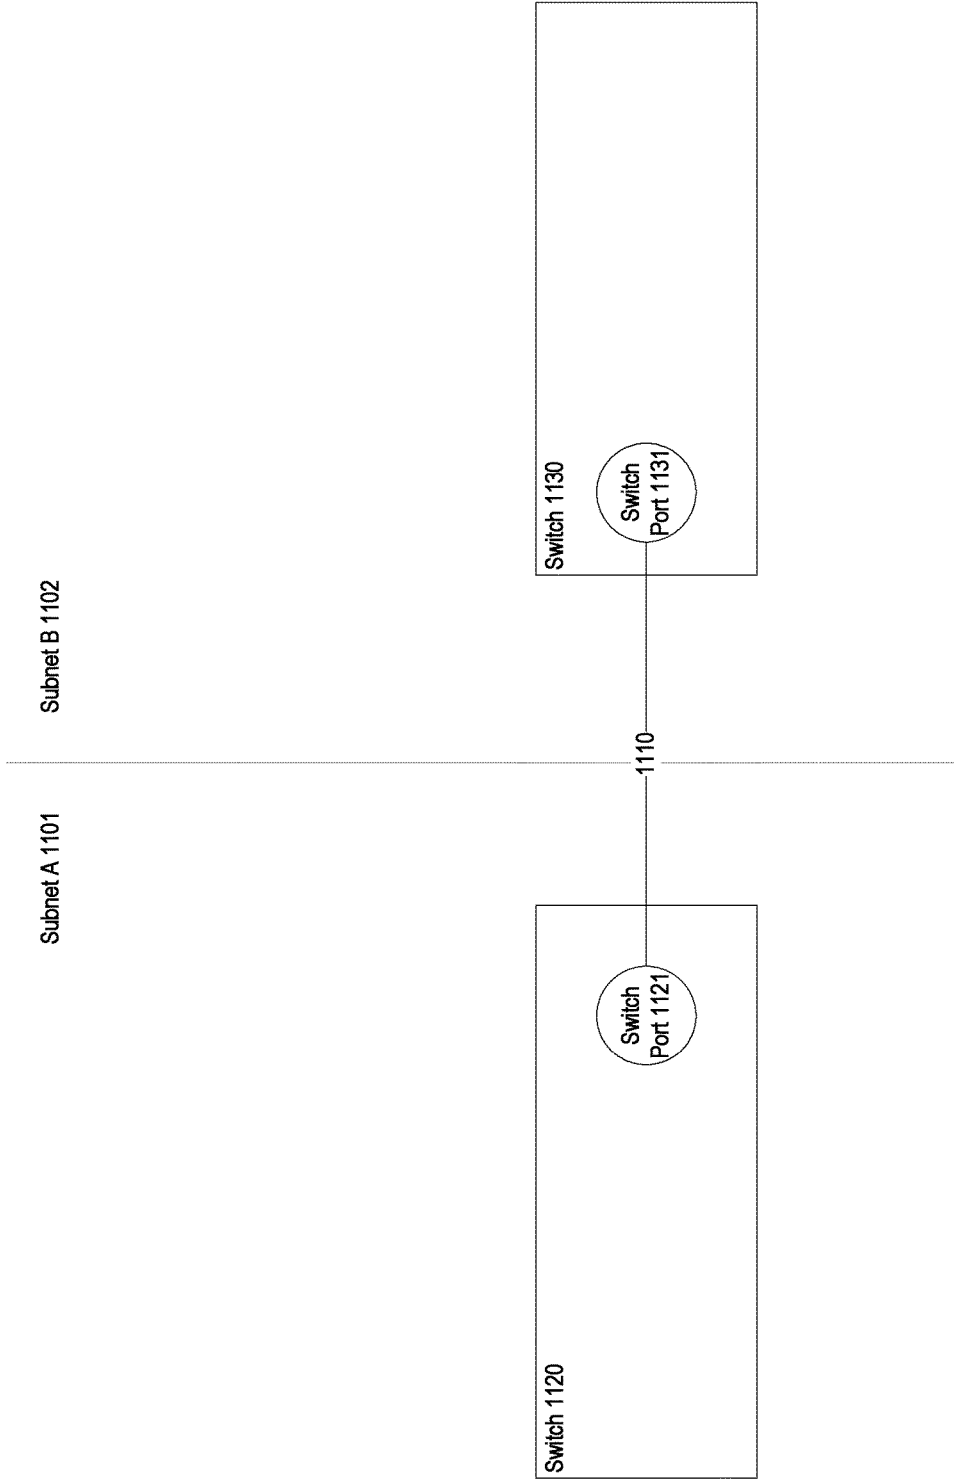 Subnet A 1101
Subnet B 1102
Switch 1120
Switch
Port 1121
1110
Switch 1130
Switch
Port 1131